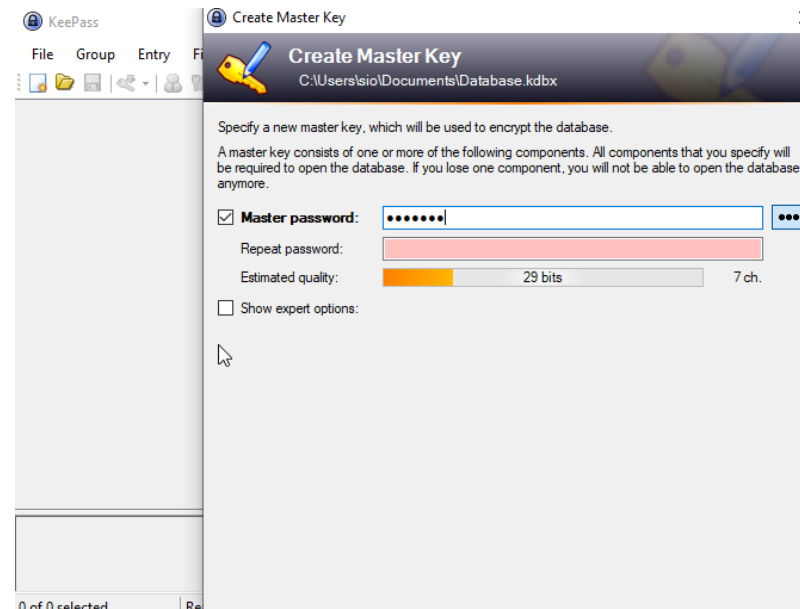 KeePass
Create Master Key
File Group Entry
Create Master Key
C:\Users\sio\Documents\Database.kdbx
Specify a new master key, which will be used to encrypt the database.
A master key consists of one or more of the following components. All components that you specify will
be required to open the database. If you lose one component, you will not be able to open the database
anymore.
Master password:
•••••••
•••
Repeat password:
Estimated quality:
29 bits
7 ch.
Show expert options:
0 of 0 selected